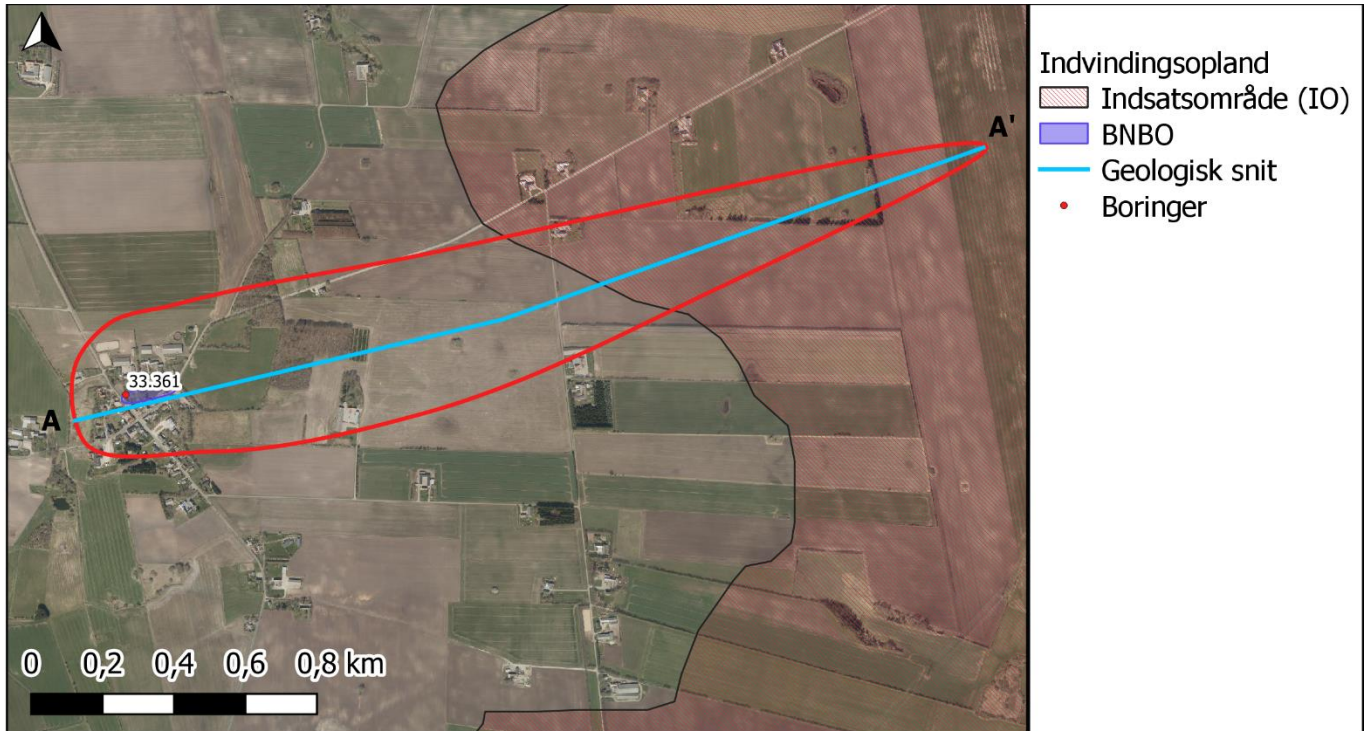 A'
33.361
A
0 0,2 0,4 0,6 0,8 km
Indvindingsopland
Indsatsområde (IO)
BNBO
Geologisk snit
Boringer